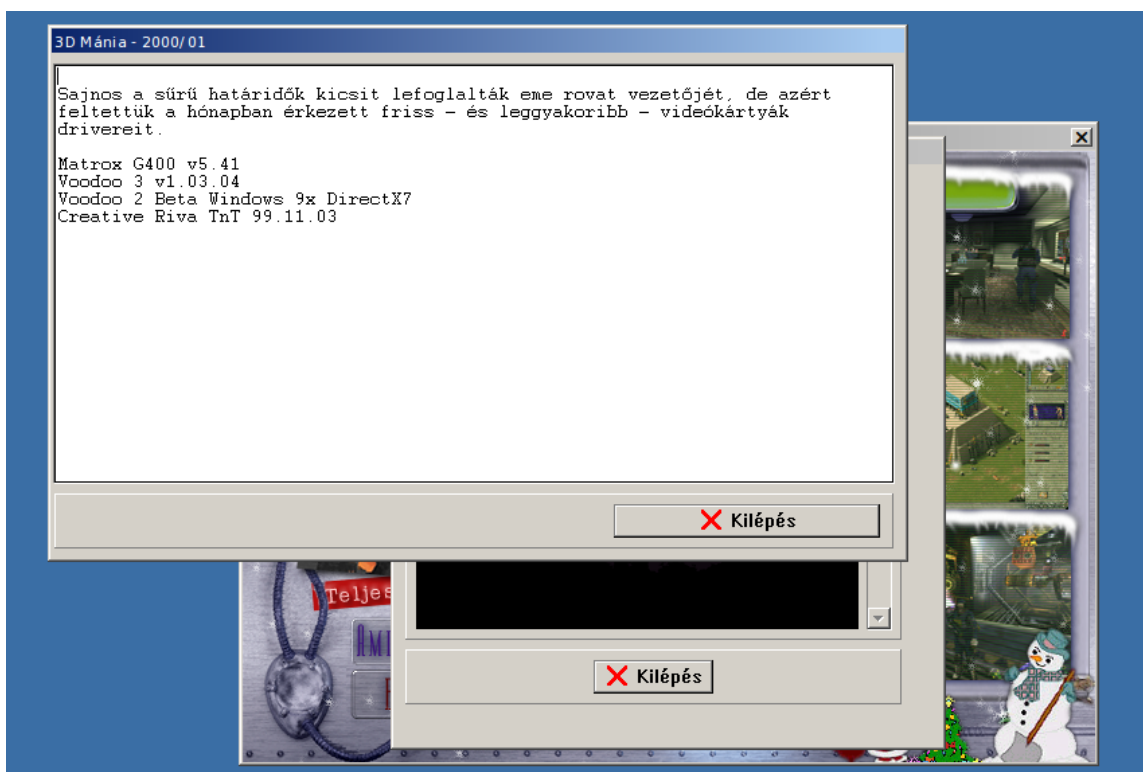 3D Mánia - 2000/01
Sajnos a sűrű határidők kicsit lefoglalták eme rovat vezetőjét, de azért
feltettük a hónapban érkezett friss – és leggyakoribb – videókártyák
drivereit.
Matrox G400 v5.41
Voodoo 3 v1.03.04
Voodoo 2 Beta Windows 9x DirectX7
Creative Riva TnT 99.11.03
Kilépés
Teljes
AMI
Kilépés